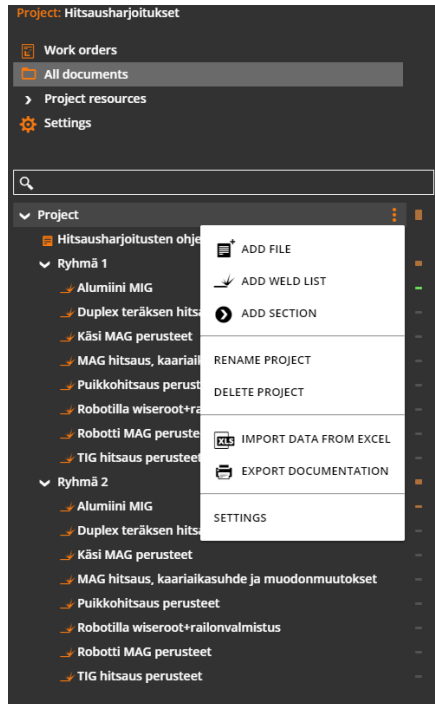 Project: Hitsausharjoitukset
Work orders
All documents
Project resources
Settings
Project
Hitsausharjoitusten ohje
ADD FILE
ADD WELD LIST
ADD SECTION
RENAME PROJECT
DELETE PROJECT
XLS IMPORT DATA FROM EXCEL
EXPORT DOCUMENTATION
SETTINGS
Ryhmä 1
Alumiini MIG
Duplex teräksen hits
Käsi MAG perusteet
MAG hitsaus, kaariai
Puikkohitsaus perust
Robotilla wiseroot+ra
Robotti MAG peruste
TIG hitsaus perusteet
Ryhmä 2
Alumiini MIG
Duplex teräksen hitsa
Käsi MAG perusteet
MAG hitsaus, kaariaikasuhde ja muodonmuutokset
Puikkohitsaus perusteet
Robotilla wiseroot+railonvalmistus
Robotti MAG perusteet
TIG hitsaus perusteet